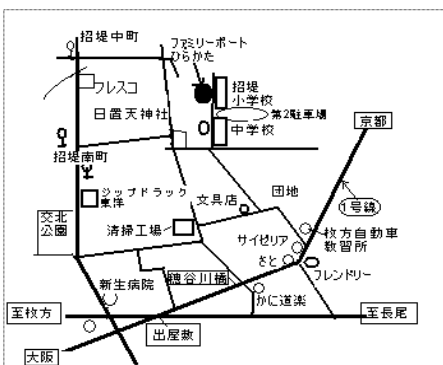 招堤中町
ファミリーポート
ひらかた
フレスコ
招堤
小学校
日置天神社
第2駐車場
中学校
京都
招堤南町
ジップドラック
東洋
文具店
団地
1号線
交北
公園
清掃工場
サイゼリア
枚方自動車
教習所
さと
フレンドリー
新生病院
穂谷川橋
かに道楽
至枚方
出屋敷
至長尾
大阪